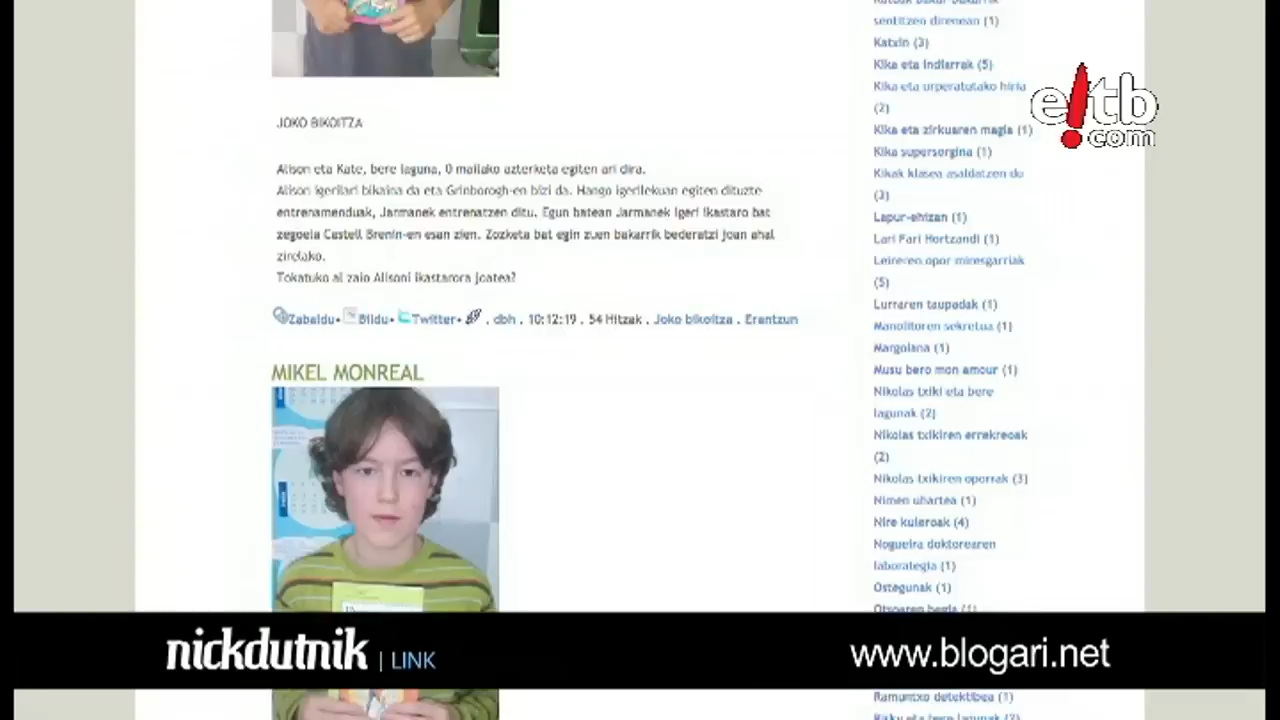 JOKO BIKOITZA
Alison eta Kate, bere laguna, 0 mailako azterketa egiten ari dira.
Alison igerilari bikaina da eta Grinborogh-en bizi da. Hango igerilekuan egiten dituzte
entrenamenduak, Jarmanek entrenatzen ditu. Egun batean Jarmanek igeri ikastaro bat
zegoela Castell Brenin-en esan zien. Zozketa bat egin zuen bakarrik bederatzi joan ahal
zirelako.
Tokatuko al zaio Alisoni ikastarora joatea?
Zabaldu• Bildu• Twitter• , dbh . 10:12:19 . 54 Hitzak . Joko bikoitza . Erantzun
MIKEL MONREAL
sentitzen direnean (1)
Katxin (3)
Kika eta indiarrak (5)
Kika eta urperatutako hiria
(2)
Kika eta zirkuaren magia (1)
Kika supersorgina (1)
Kikak klasea asaldatzen du
(3)
Lapur-ehizan (1)
Lari Fari Hortzandi (1)
Leireren opor miresgarriak
(5)
Lurraren taupadak (1)
Manolitoren sekretua (1)
Margolana (1)
Musu bero mon amour (1)
Nikolas txiki eta bere
lagunak (2)
Nikolas txikiren errekreoak
(2)
Nikolas txikiren oporrak (3)
Nimen uhartea (1)
Nire kuleroak (4)
Nogueira doktorearen
laborategia (1)
Ostegunak (1)
Otsoaren begia (1)
Ramuntxo detektibea (1)
eitb
.com
nickdutnik | LINK
www.blogari.net